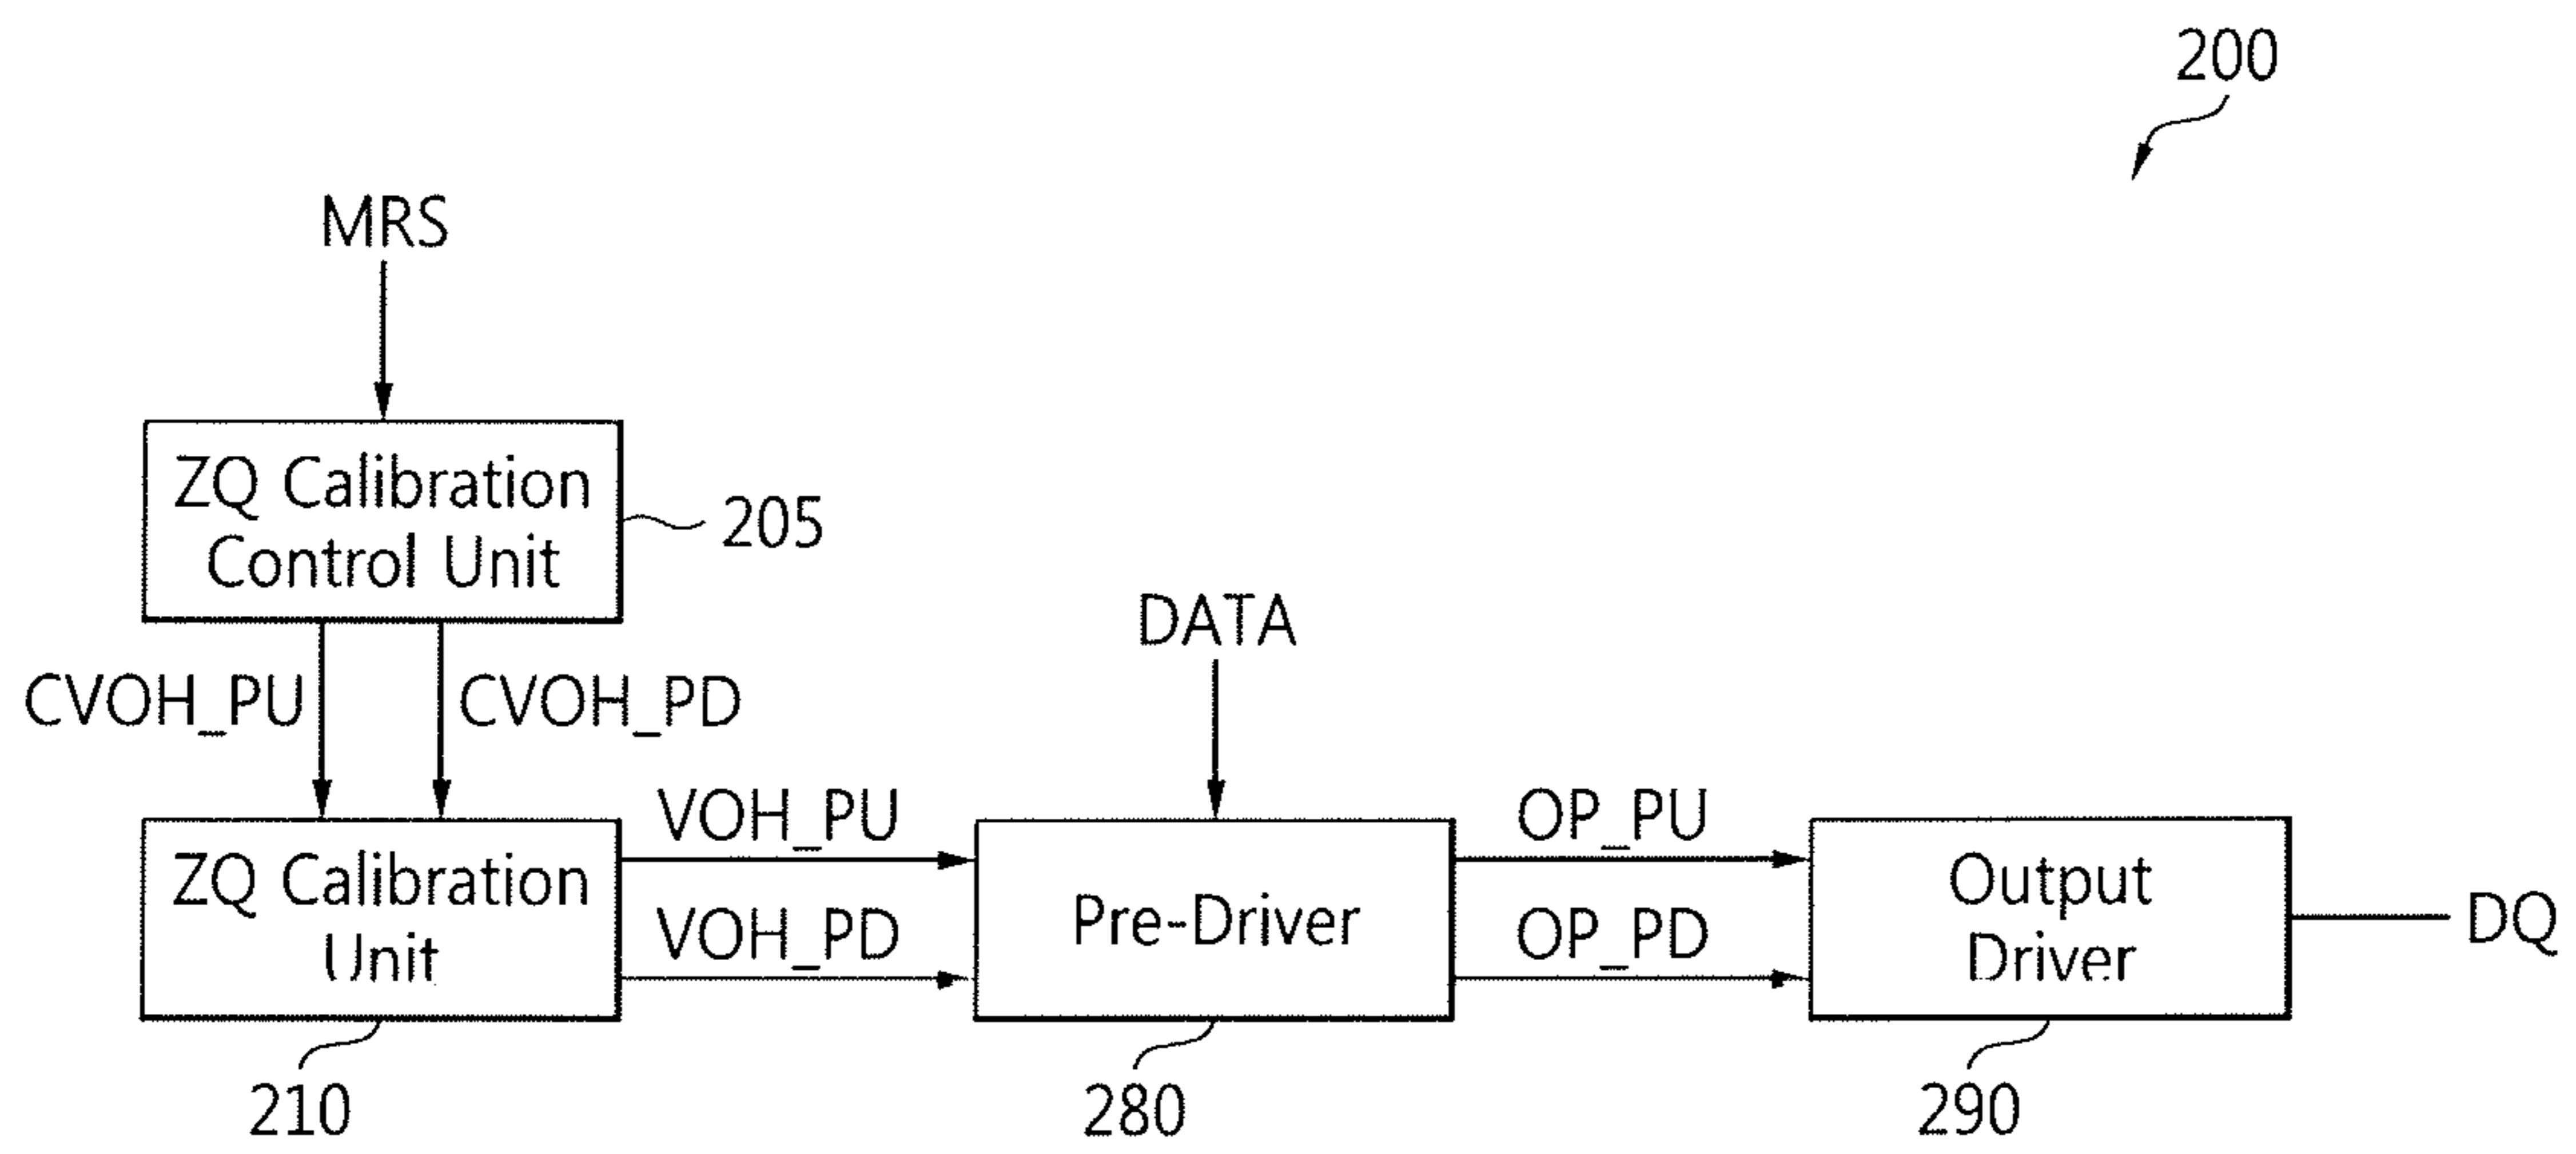 200
MRS
ZQ Calibration
Control Unit
205
CVOH_PU
CVOH_PD
DATA
ZQ Calibration
Unit
VOH_PU
VOH_PD
Pre-Driver
OP_PU
OP_PD
Output
Driver
DQ
210
280
290